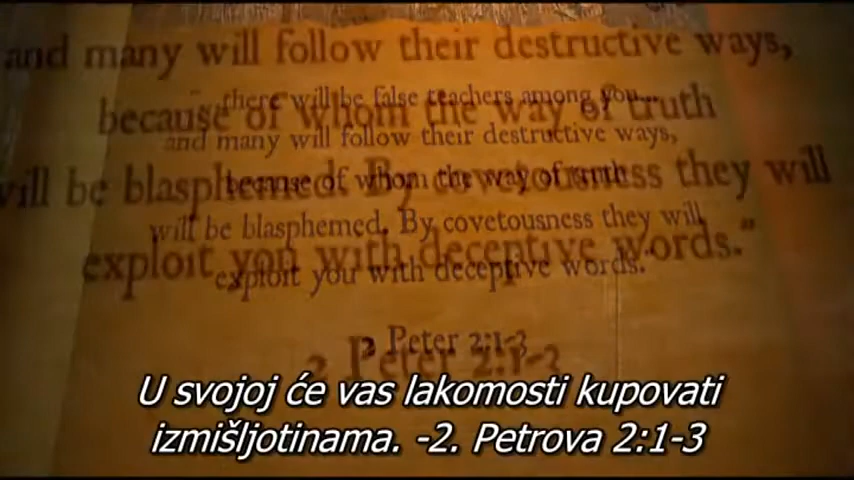 and many will follow their destructive ways,
because of whom the way of truth
will be blasphemed. By covetousness they will
exploit you with deceptive words."
2 Peter 2:1-3
there will be false teachers among you...
and many will follow their destructive ways,
because of whom the way of truth
will be blasphemed. By covetousness they will
exploit you with deceptive words."
2 Peter 2:1-3
U svojoj će vas lakomosti kupovati
izmišljotinama. -2. Petrova 2:1-3